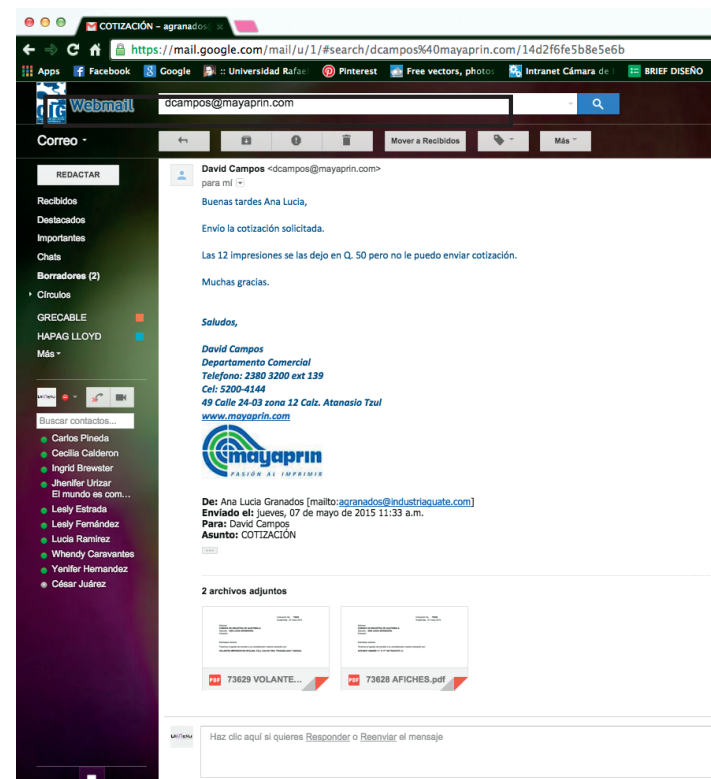 COTIZACIÓN – agranados
https://mail.google.com/mail/u/1/#search/dcampos%40mayaprin.com/14d2f6fe5b8e5e6b
Apps Facebook Google :: Universidad Rafae Pinterest Free vectors, photos Intranet Cámara de BRIEF DISEÑO
Webmail
dcampos@mayaprin.com
Correo
Mover a Recibidos
Más
REDACTAR
Recibidos
Destacados
Importantes
Chats
Borradores (2)
Círculos
GRECABLE
HAPAG LLOYD
Más
Buscar contactos...
Carlos Pineda
Cecilia Calderon
Ingrid Brewster
Jhenifer Urizar
El mundo es com...
Lesly Estrada
Lesly Fernández
Lucia Ramirez
Whendy Caravantes
Yenifer Hernandez
César Juárez
David Campos <dcampos@mayaprin.com>
para mí
Buenas tardes Ana Lucia,
Envío la cotización solicitada.
Las 12 impresiones se las dejo en Q. 50 pero no le puedo enviar cotización.
Muchas gracias.
Saludos,
David Campos
Departamento Comercial
Telefono: 2380 3200 ext 139
Cel: 5200-4144
49 Calle 24-03 zona 12 Calz. Atanasio Tzul
www.mayaprin.com
mayaprin
PASIÓN AL IMPRIMIR
De: Ana Lucia Granados [mailto:agranados@industriaguate.com]
Enviado el: jueves, 07 de mayo de 2015 11:33 a.m.
Para: David Campos
Asunto: COTIZACIÓN
2 archivos adjuntos
PDF 73629 VOLANTE...
PDF 73628 AFICHES.pdf
Haz clic aquí si quieres Responder o Reenviar el mensaje